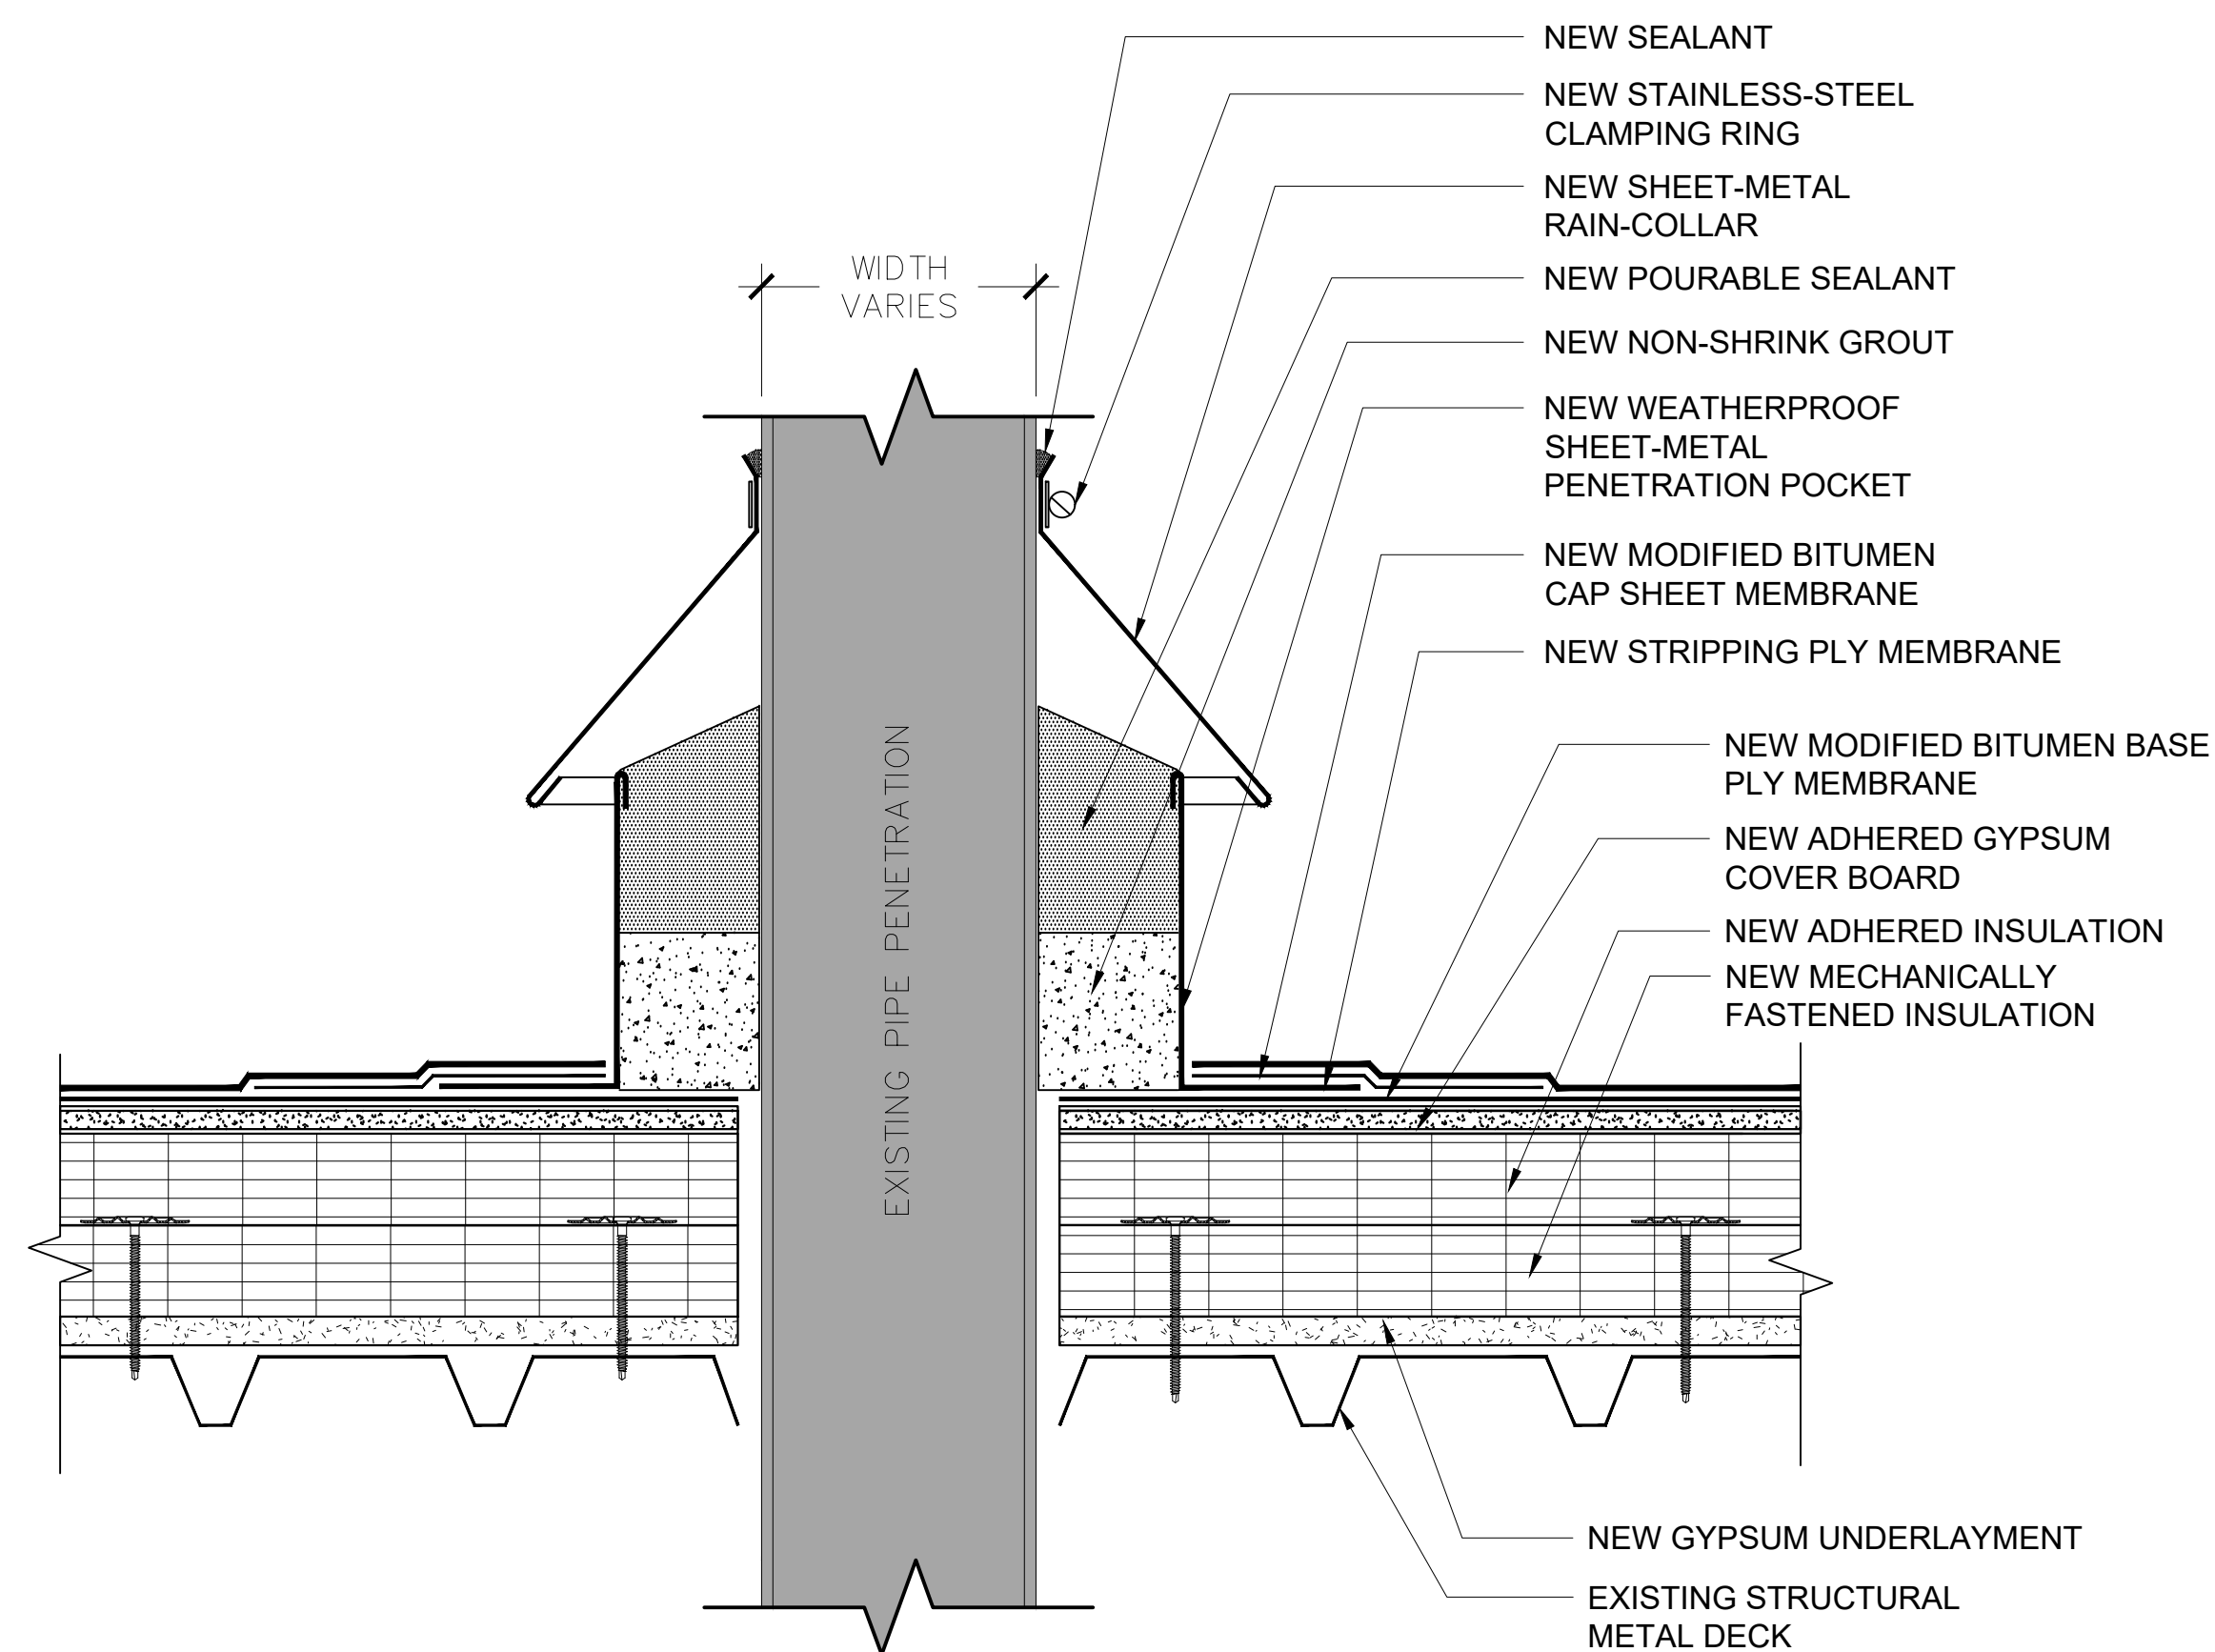 NEW SEALANT
NEW STAINLESS-STEEL
CLAMPING RING
NEW SHEET-METAL
RAIN-COLLAR
WIDTH
VARIES
NEW POURABLE SEALANT
NEW NON-SHRINK GROUT
NEW WEATHERPROOF
SHEET-METAL
PENETRATION POCKET
NEW MODIFIED BITUMEN
CAP SHEET MEMBRANE
NEW STRIPPING PLY MEMBRANE
EXISTING PIPE PENETRATION
NEW MODIFIED BITUMEN BASE
PLY MEMBRANE
NEW ADHERED GYPSUM
COVER BOARD
NEW ADHERED INSULATION
NEW MECHANICALLY
FASTENED INSULATION
NEW GYPSUM UNDERLAYMENT
EXISTING STRUCTURAL
METAL DECK